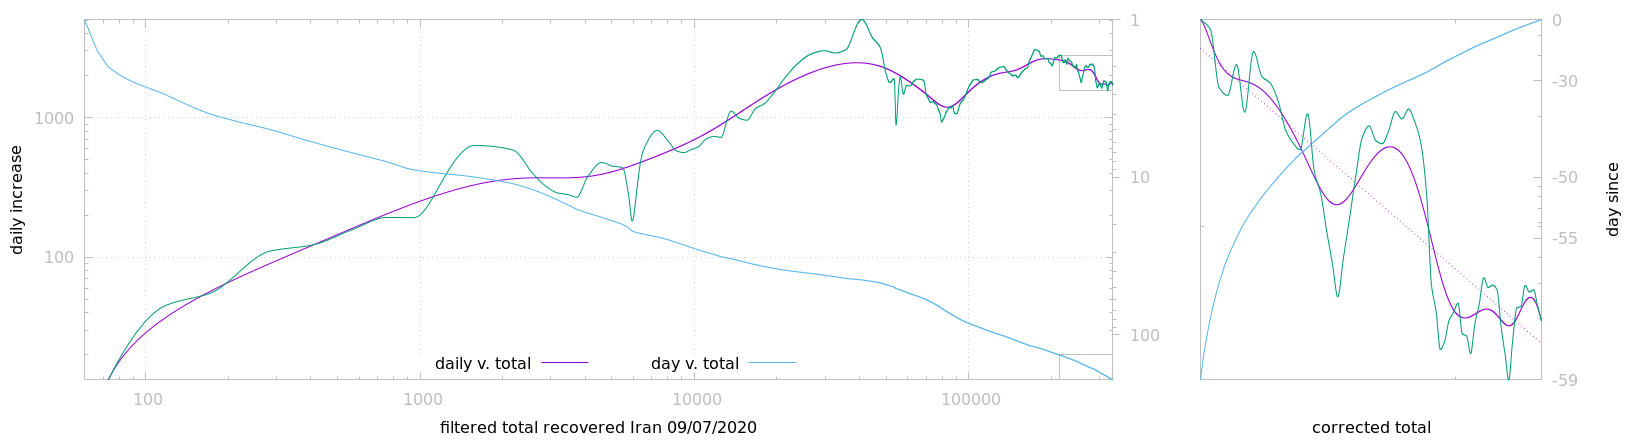 daily increase
1000
100
100
1000
10000
100000
1
10
100
daily v. total
day v. total
filtered total recovered Iran 09/07/2020
0
-30
-50
-55
-59
day since
corrected total